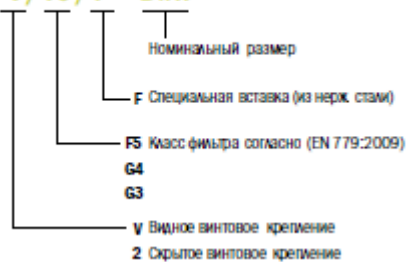 Номинальный размер
F Специальная вставка (из нерж. стали)
F5 Класс фильтра согласно (EN 779:2009)
G4
G3
V Видное винтовое крепление
2 Скрытое винтовое крепление